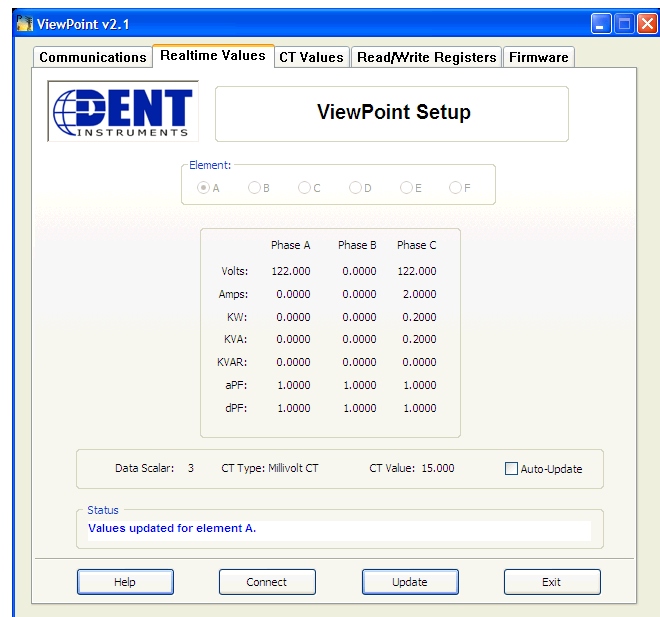 ViewPoint v2.1
Communications Realtime Values CT Values Read/Write Registers Firmware
DENT
INSTRUMENTS
ViewPoint Setup
Element:
A B C D E F
Phase A Phase B Phase C
Volts: 122.000 0.0000 122.000
Amps: 0.0000 0.0000 2.0000
KW: 0.0000 0.0000 0.2000
KVA: 0.0000 0.0000 0.2000
KVAR: 0.0000 0.0000 0.0000
aPF: 1.0000 1.0000 1.0000
dPF: 1.0000 1.0000 1.0000
Data Scalar: 3 CT Type: Millivolt CT CT Value: 15.000 Auto-Update
Status
Values updated for element A.
Help Connect Update Exit